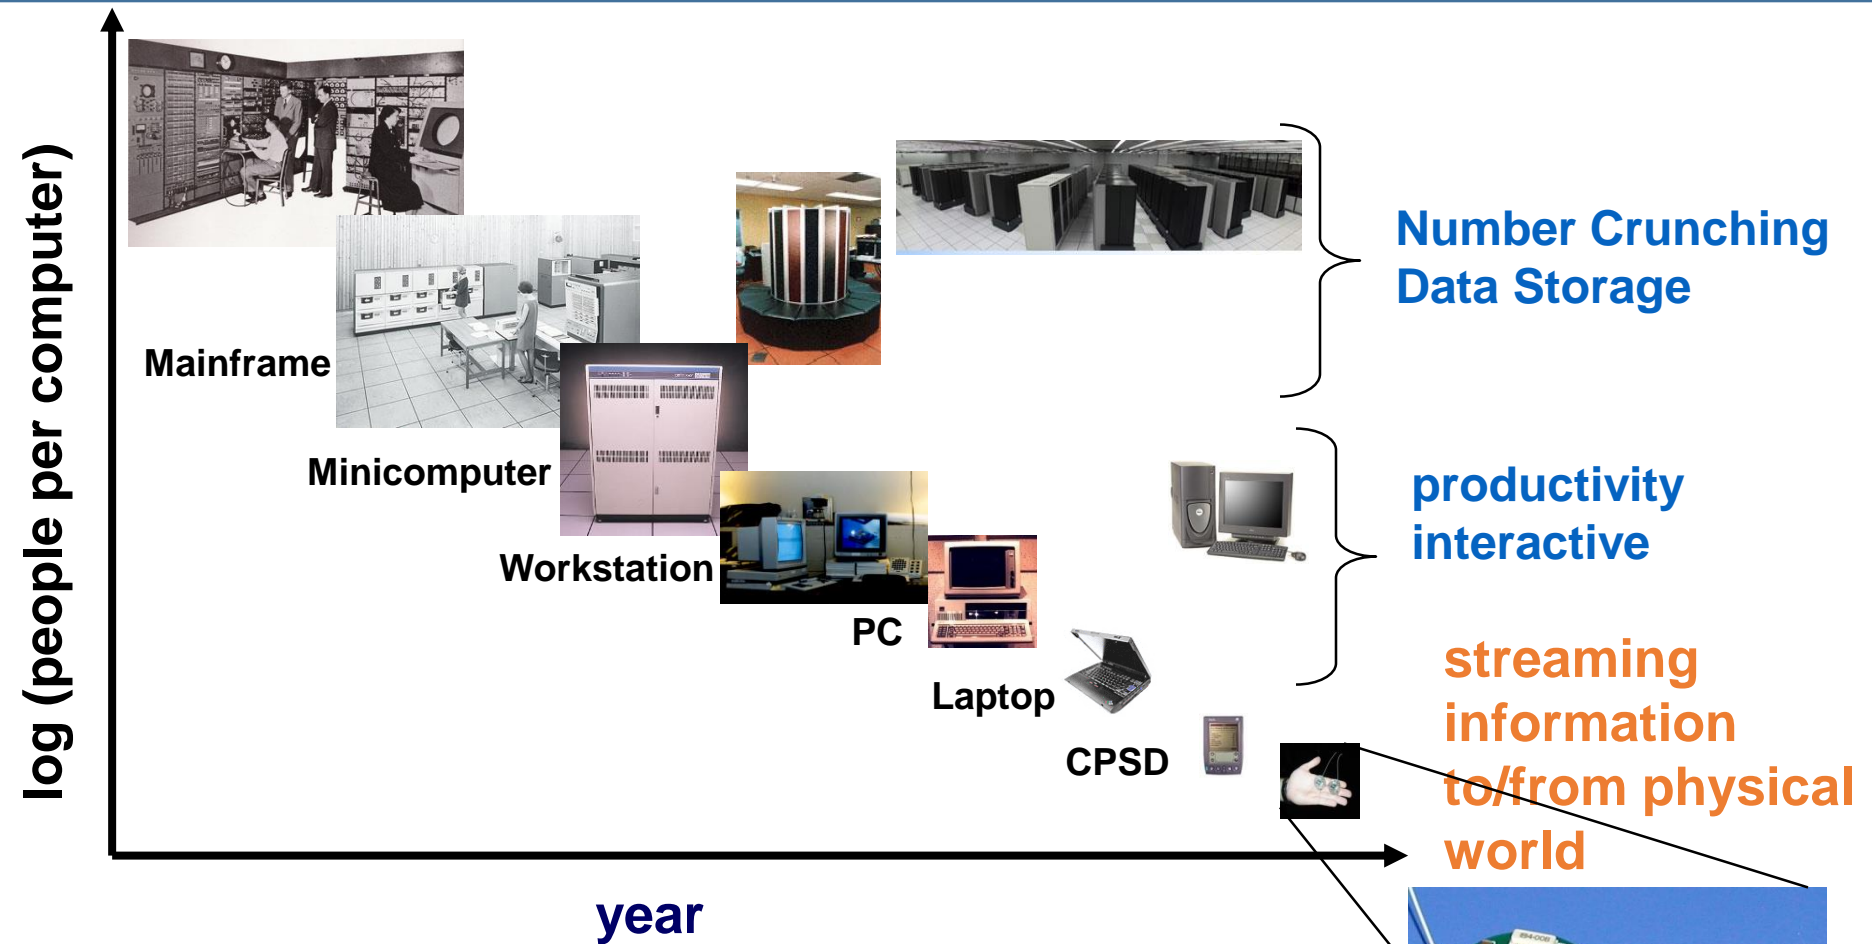 log (people per computer)
Mainframe
Minicomputer
Workstation
PC
Laptop
CPSD
Number Crunching
Data Storage
productivity
interactive
streaming
information
to/from physical
world
year